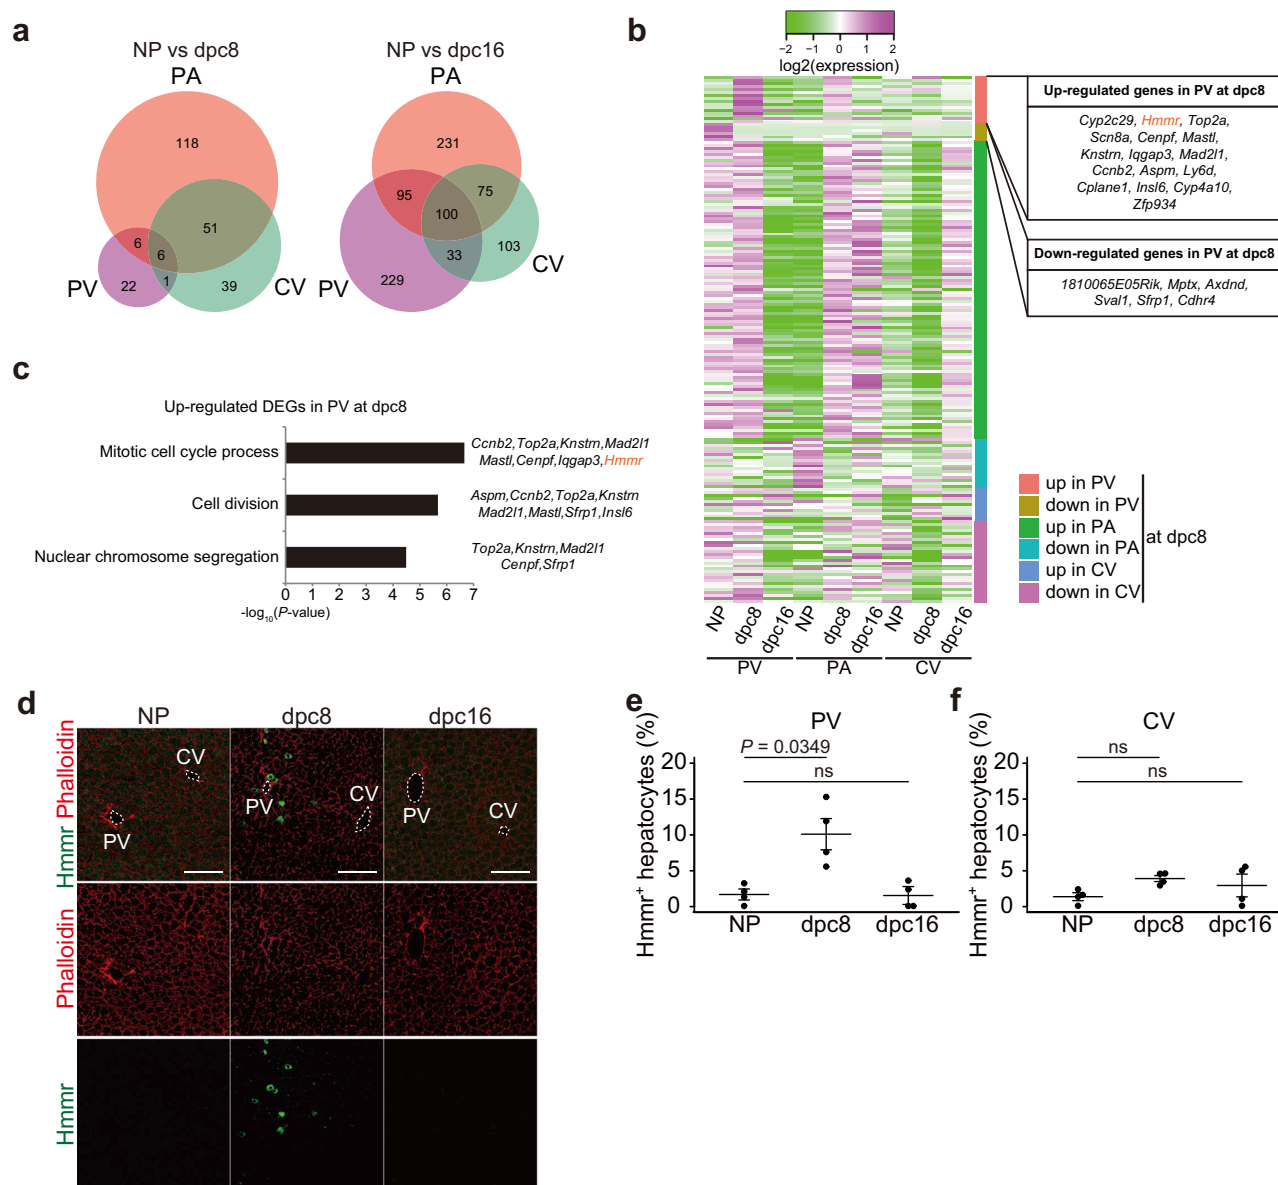 a
NP vs dpc8
PA
118
51
6
6
1
22
39
PV
CV
NP vs dpc16
PA
231
95
75
100
33
103
229
CV
PV
b
−2 −1 0 1 2
log2(expression)
Up-regulated genes in PV at dpc8
Cyp2c29, Hmmr, Top2a,
Scn8a, Cenpf, Mastl,
Knstrn, Iqgap3, Mad2l1,
Ccnb2, Aspm, Ly6d,
Cplane1, Insl6, Cyp4a10,
Zfp934
Down-regulated genes in PV at dpc8
1810065E05Rik, Mptx, Axdnd,
Sval1, Sfrp1, Cdhr4
up in PV
down in PV
up in PA
down in PA
up in CV
down in CV
at dpc8
NP dpc8 dpc16 NP dpc8 dpc16 NP dpc8 dpc16
PV PA CV
c
Up-regulated DEGs in PV at dpc8
Mitotic cell cycle process
Ccnb2,Top2a,Knstrn,Mad2l1
Mastl,Cenpf,Iqgap3,Hmmr
Cell division
Aspm,Ccnb2,Top2a,Knstrn
Mad2l1,Mastl,Sfrp1,Insl6
Nuclear chromosome segregation
Top2a,Knstrn,Mad2l1
Cenpf,Sfrp1
0 1 2 3 4 5 6 7
-log10(P-value)
d
NP dpc8 dpc16
Hmmr Phalloidin
CV
PV
PV
CV
PV
CV
Phalloidin
Hmmr
e
PV
Hmmr+ hepatocytes (%)
P = 0.0349
ns
20
15
10
5
0
NP dpc8 dpc16
f
CV
Hmmr+ hepatocytes (%)
ns
ns
20
15
10
5
0
NP dpc8 dpc16